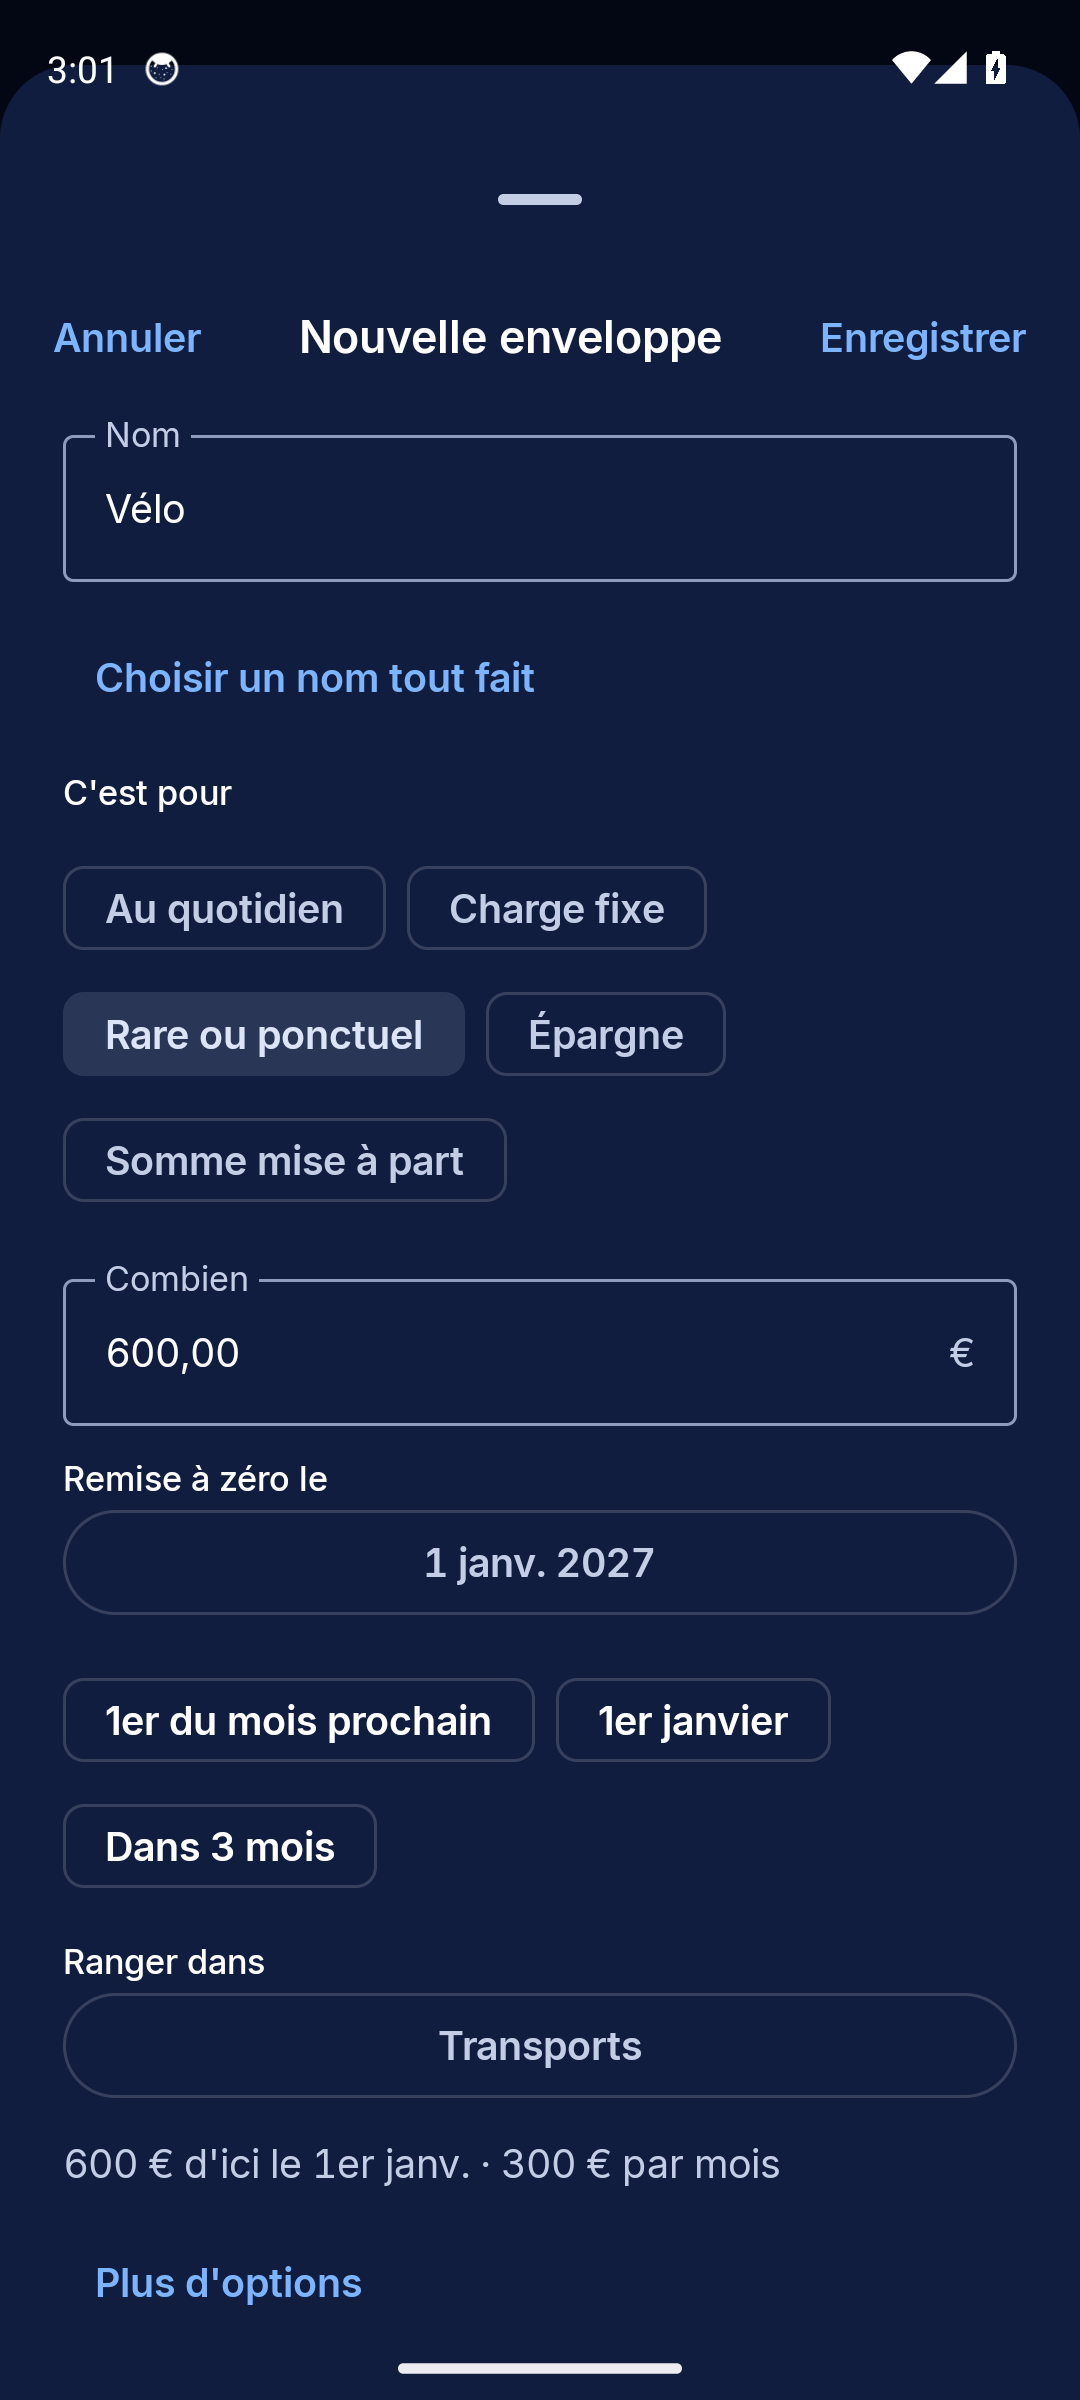 3:01
Annuler
Nouvelle enveloppe
Enregistrer
Nom
Vélo
Choisir un nom tout fait
C'est pour
Au quotidien
Charge fixe
Rare ou ponctuel
Épargne
Somme mise à part
Combien
600,00
€
Remise à zéro le
1 janv. 2027
1er du mois prochain
1er janvier
Dans 3 mois
Ranger dans
Transports
600 € d'ici le 1er janv. · 300 € par mois
Plus d'options